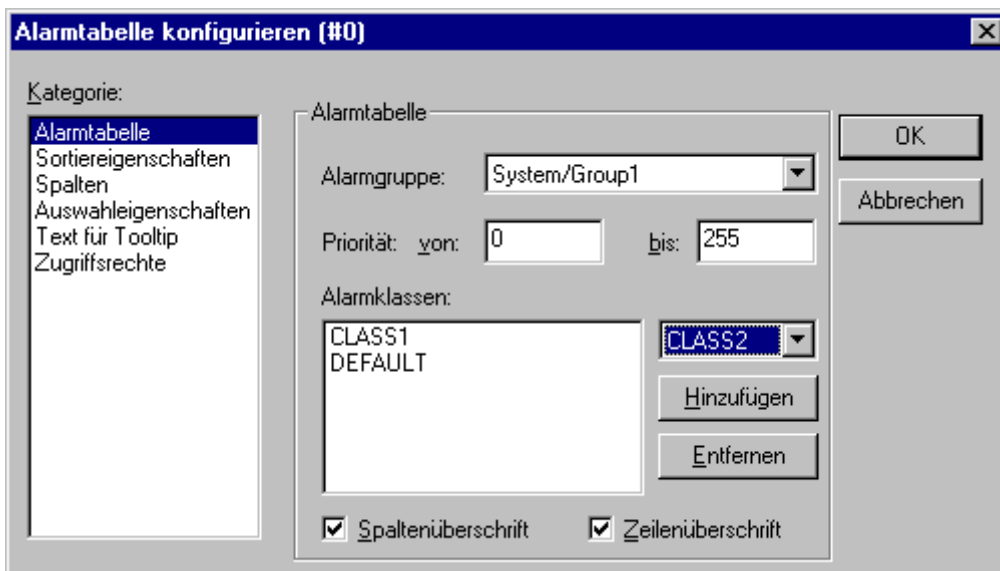 Alarmtabelle konfigurieren (#0)
Kategorie:
Alarmtabelle
Sortiereigenschaften
Spalten
Auswahleigenschaften
Text für Tooltip
Zugriffsrechte
Alarmtabelle
Alarmgruppe: System/Group1
Priorität: von: 0 bis: 255
Alarmklassen:
CLASS1
DEFAULT
CLASS2
Hinzufügen
Entfernen
Spaltenüberschrift Zeilenüberschrift
OK
Abbrechen